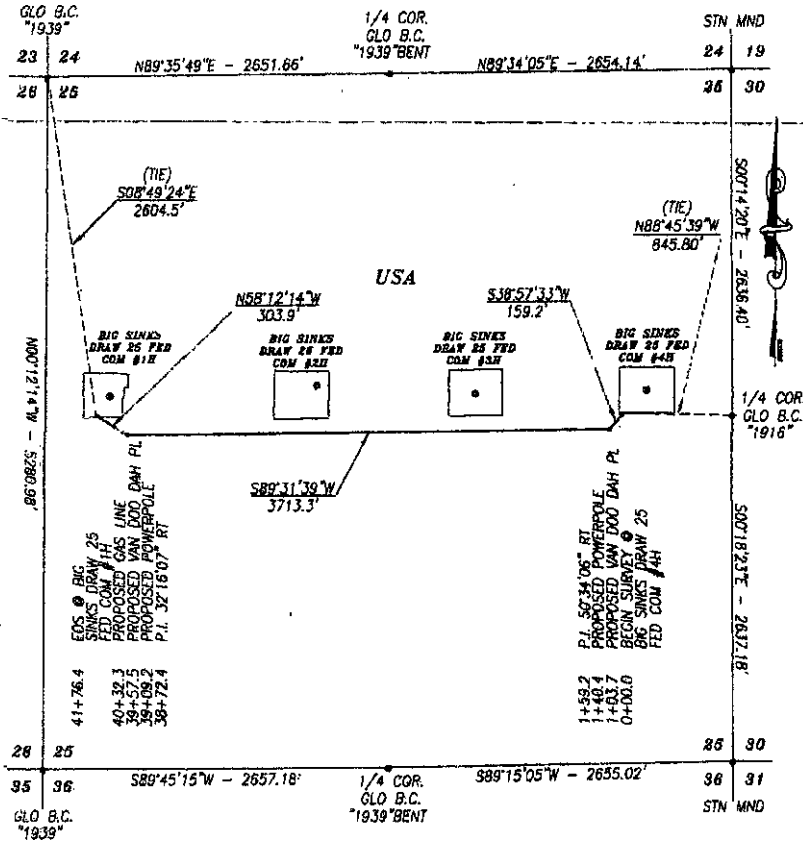 GLO B.C.
"1939"
1/4 COR.
GLO B.C.
"1939"BENT
STN MND
23 24
24 19
N89°35'49"E - 2651.66'
N89°34'05"E - 2654.14'
26 25
25 30
(TIE)
S08°49'24"E
2604.5'
(TIE)
N88°45'39"W
845.80'
S00°14'20"E - 2636.40'
USA
N58°12'14"W
303.9'
S38°57'33"W
159.2'
BIG SINKS
DRAW 25 FED
COM #1H
BIG SINKS
DRAW 25 FED
COM #2H
BIG SINKS
DRAW 25 FED
COM #3H
BIG SINKS
DRAW 25 FED
COM #4H
1/4 COR.
GLO B.C.
"1916"
N00°12'14"W - 5280.98'
S89°31'39"W
3713.3'
41+76.4 EOS @ BIG
SINKS DRAW 25
FED COM #1H
40+32.3 PROPOSED GAS LINE
39+57.5 PROPOSED VAN DOO DAH PL
39+09.2 PROPOSED POWERPOLE
38+72.4 P.I. 32°16'07" RT
1+59.2 P.I. 50°34'06" RT
1+40.4 PROPOSED POWERPOLE
1+03.7 PROPOSED VAN DOO DAH PL
0+00.0 BEGIN SURVEY @
BIG SINKS DRAW 25
FED COM #4H
S00°18'23"E - 2637.18'
26 25
25 30
S89°45'15"W - 2657.18'
S89°15'05"W - 2655.02'
35 36
36 31
GLO B.C.
"1939"
1/4 COR.
GLO B.C.
"1939"BENT
STN MND